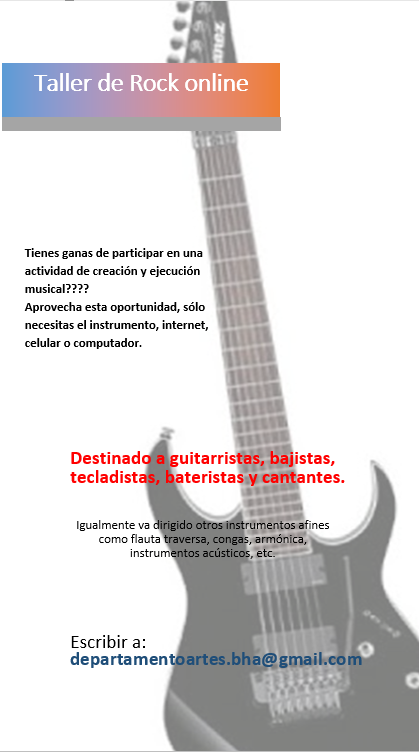 Taller de Rock online
Tienes ganas de participar en una
actividad de creación y ejecución
musical????
Aprovecha esta oportunidad, sólo
necesitas el instrumento, internet,
celular o computador.
Destinado a guitarristas, bajistas,
tecladistas, bateristas y cantantes.
Igualmente va dirigido otros instrumentos afines
como flauta traversa, congas, armónica,
instrumentos acústicos, etc.
Escribir a:
departamentoartes.bha@gmail.com